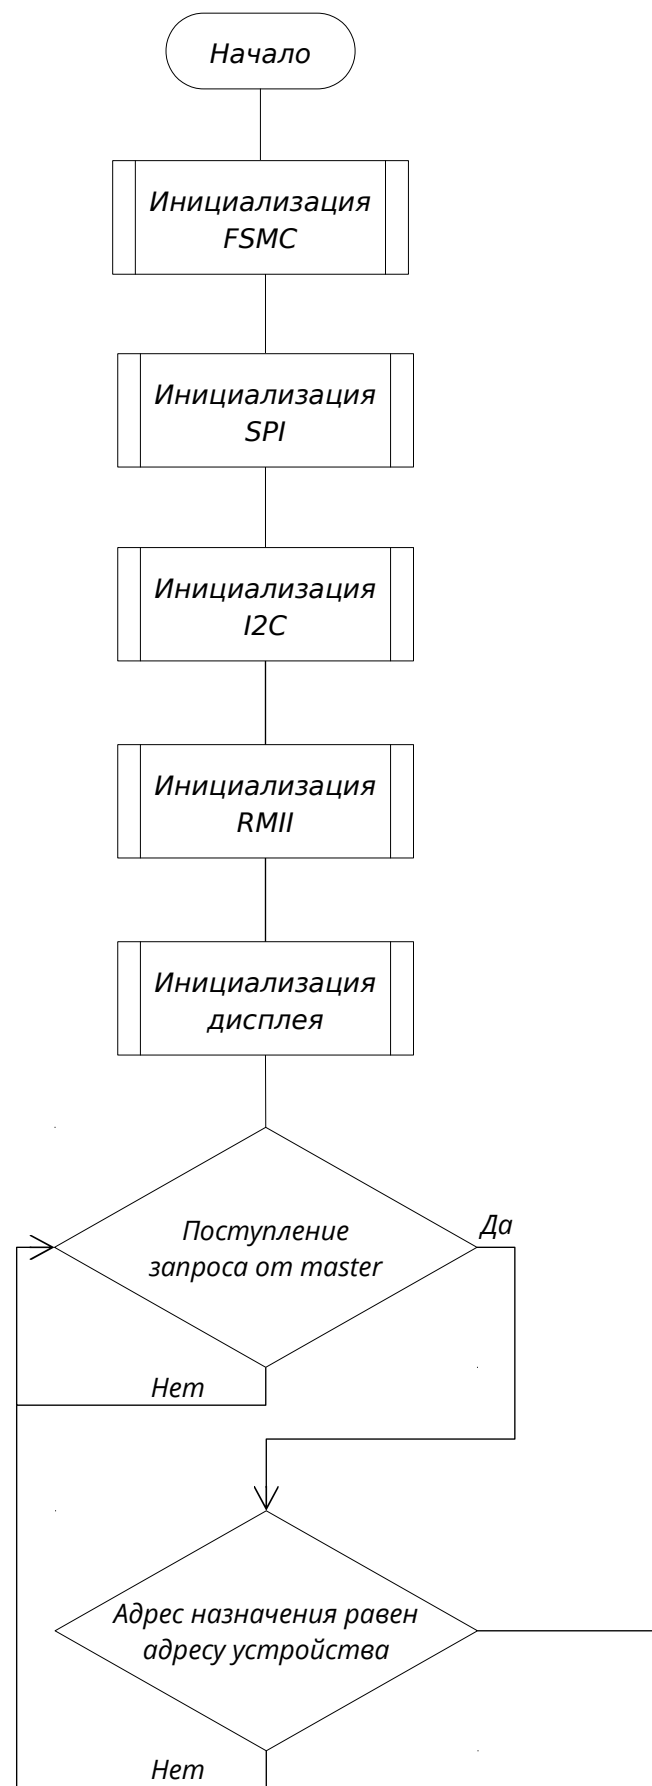 Начало
Инициализация
FSMC
Инициализация
SPI
Инициализация
I2C
Инициализация
RMII
Инициализация
дисплея
Поступление
запроса от master
Да
Нет
Адрес назначения равен
адресу устройства
Нет